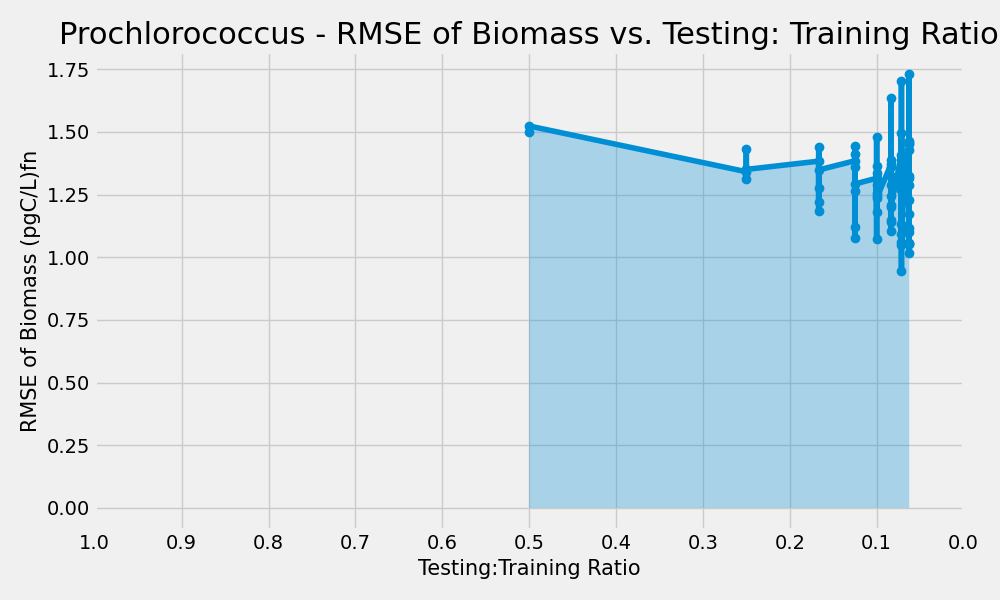 Prochlorococcus - RMSE of Biomass vs. Testing: Training Ratio
RMSE of Biomass (pgC/L)fn
1.75
1.50
1.25
1.00
0.75
0.50
0.25
0.00
1.0 0.9 0.8 0.7 0.6 0.5 0.4 0.3 0.2 0.1 0.0
Testing:Training Ratio